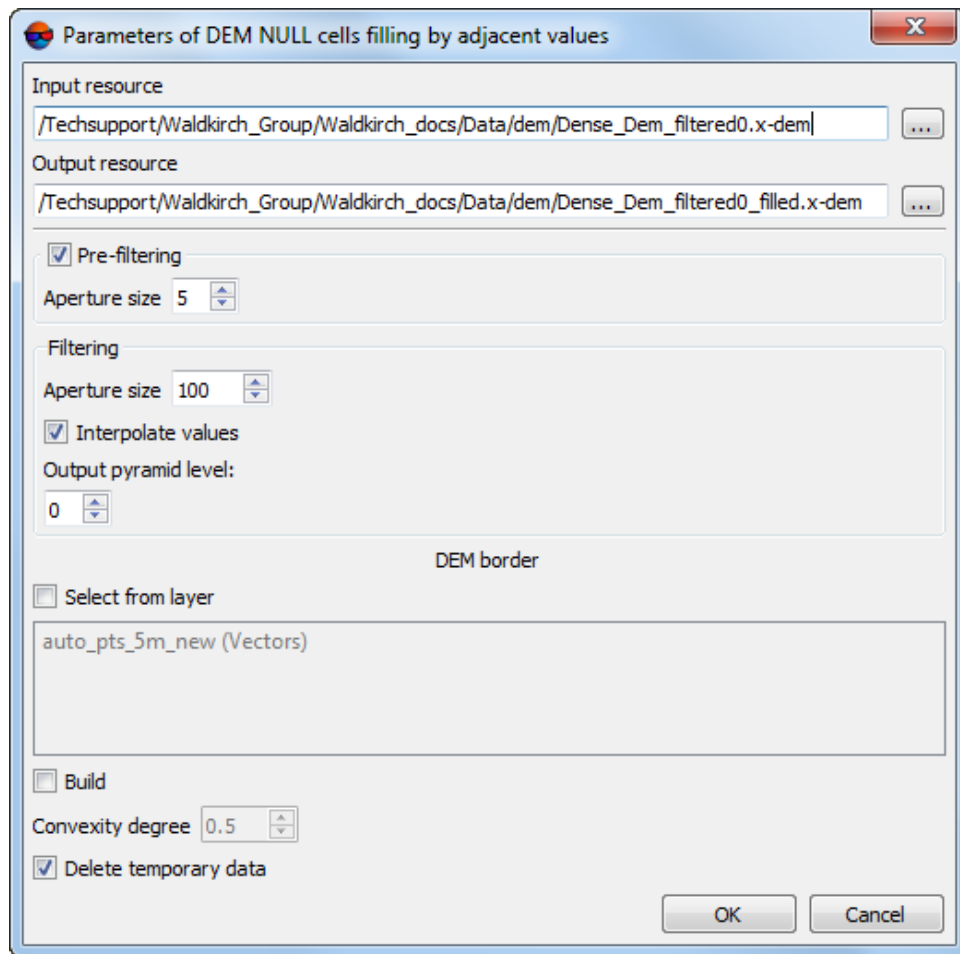 Parameters of DEM NULL cells filling by adjacent values
Input resource
/Techsupport/Waldkirch_Group/Waldkirch_docs/Data/dem/Dense_Dem_filtered0.x-dem
...
Output resource
/Techsupport/Waldkirch_Group/Waldkirch_docs/Data/dem/Dense_Dem_filtered0_filled.x-dem
...
Pre-filtering
Aperture size 5
Filtering
Aperture size 100
Interpolate values
Output pyramid level:
0
DEM border
Select from layer
auto_pts_5m_new (Vectors)
Build
Convexity degree 0.5
Delete temporary data
OK Cancel